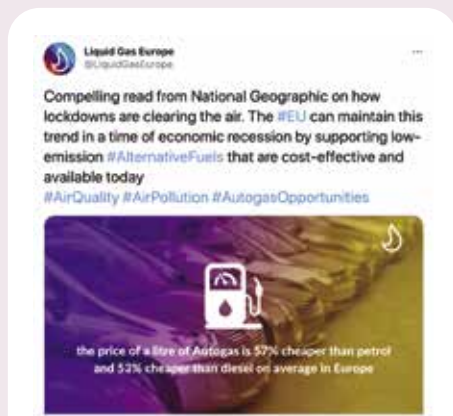 Liquid Gas Europe
@LiquidGasEurope
...
Compelling read from National Geographic on how
lockdowns are clearing the air. The #EU can maintain this
trend in a time of economic recession by supporting low-
emission #AlternativeFuels that are cost-effective and
available today
#AirQuality #AirPollution #AutogasOpportunities
the price of a litre of Autogas is 57% cheaper than petrol
and 53% cheaper than diesel on average in Europe